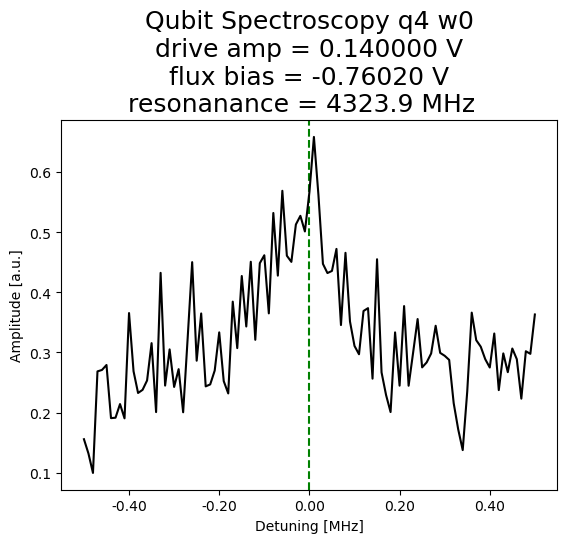 Qubit Spectroscopy q4 w0
drive amp = 0.140000 V
flux bias = -0.76020 V
resonanance = 4323.9 MHz
Amplitude [a.u.]
0.6
0.5
0.4
0.3
0.2
0.1
-0.40 -0.20 0.00 0.20 0.40
Detuning [MHz]